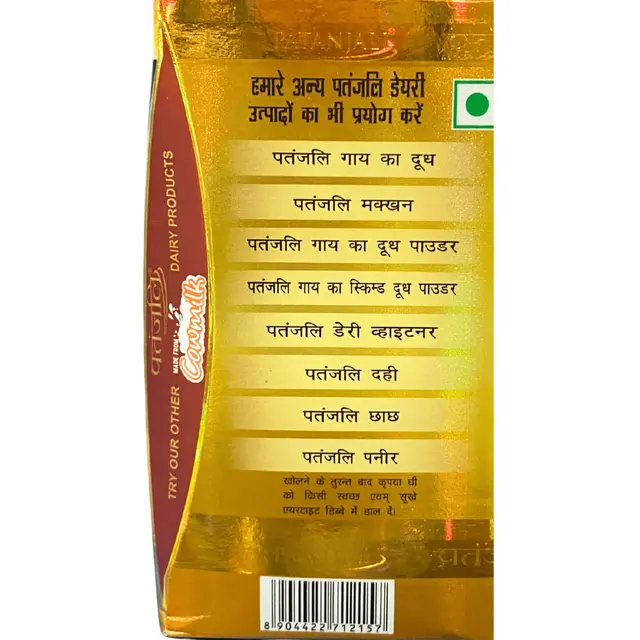 PATANJALI
हमारे अन्य पतंजलि डेयरी
उत्पादों का भी प्रयोग करें
पतंजलि गाय का दूध
पतंजलि मक्खन
पतंजलि गाय का दूध पाउडर
पतंजलि गाय का स्किम्ड दूध पाउडर
पतंजलि डेरी व्हाइटनर
पतंजलि दही
पतंजलि छाछ
पतंजलि पनीर
खोलने के तुरन्त बाद कृपया घी
को किसी स्वच्छ एवम् सूखे
एयरटाइट डिब्बे में डाल दें।
TRY OUR OTHER
पतंजलि
MADE FROM
Cowmilk
DAIRY PRODUCTS
8 904422 712157